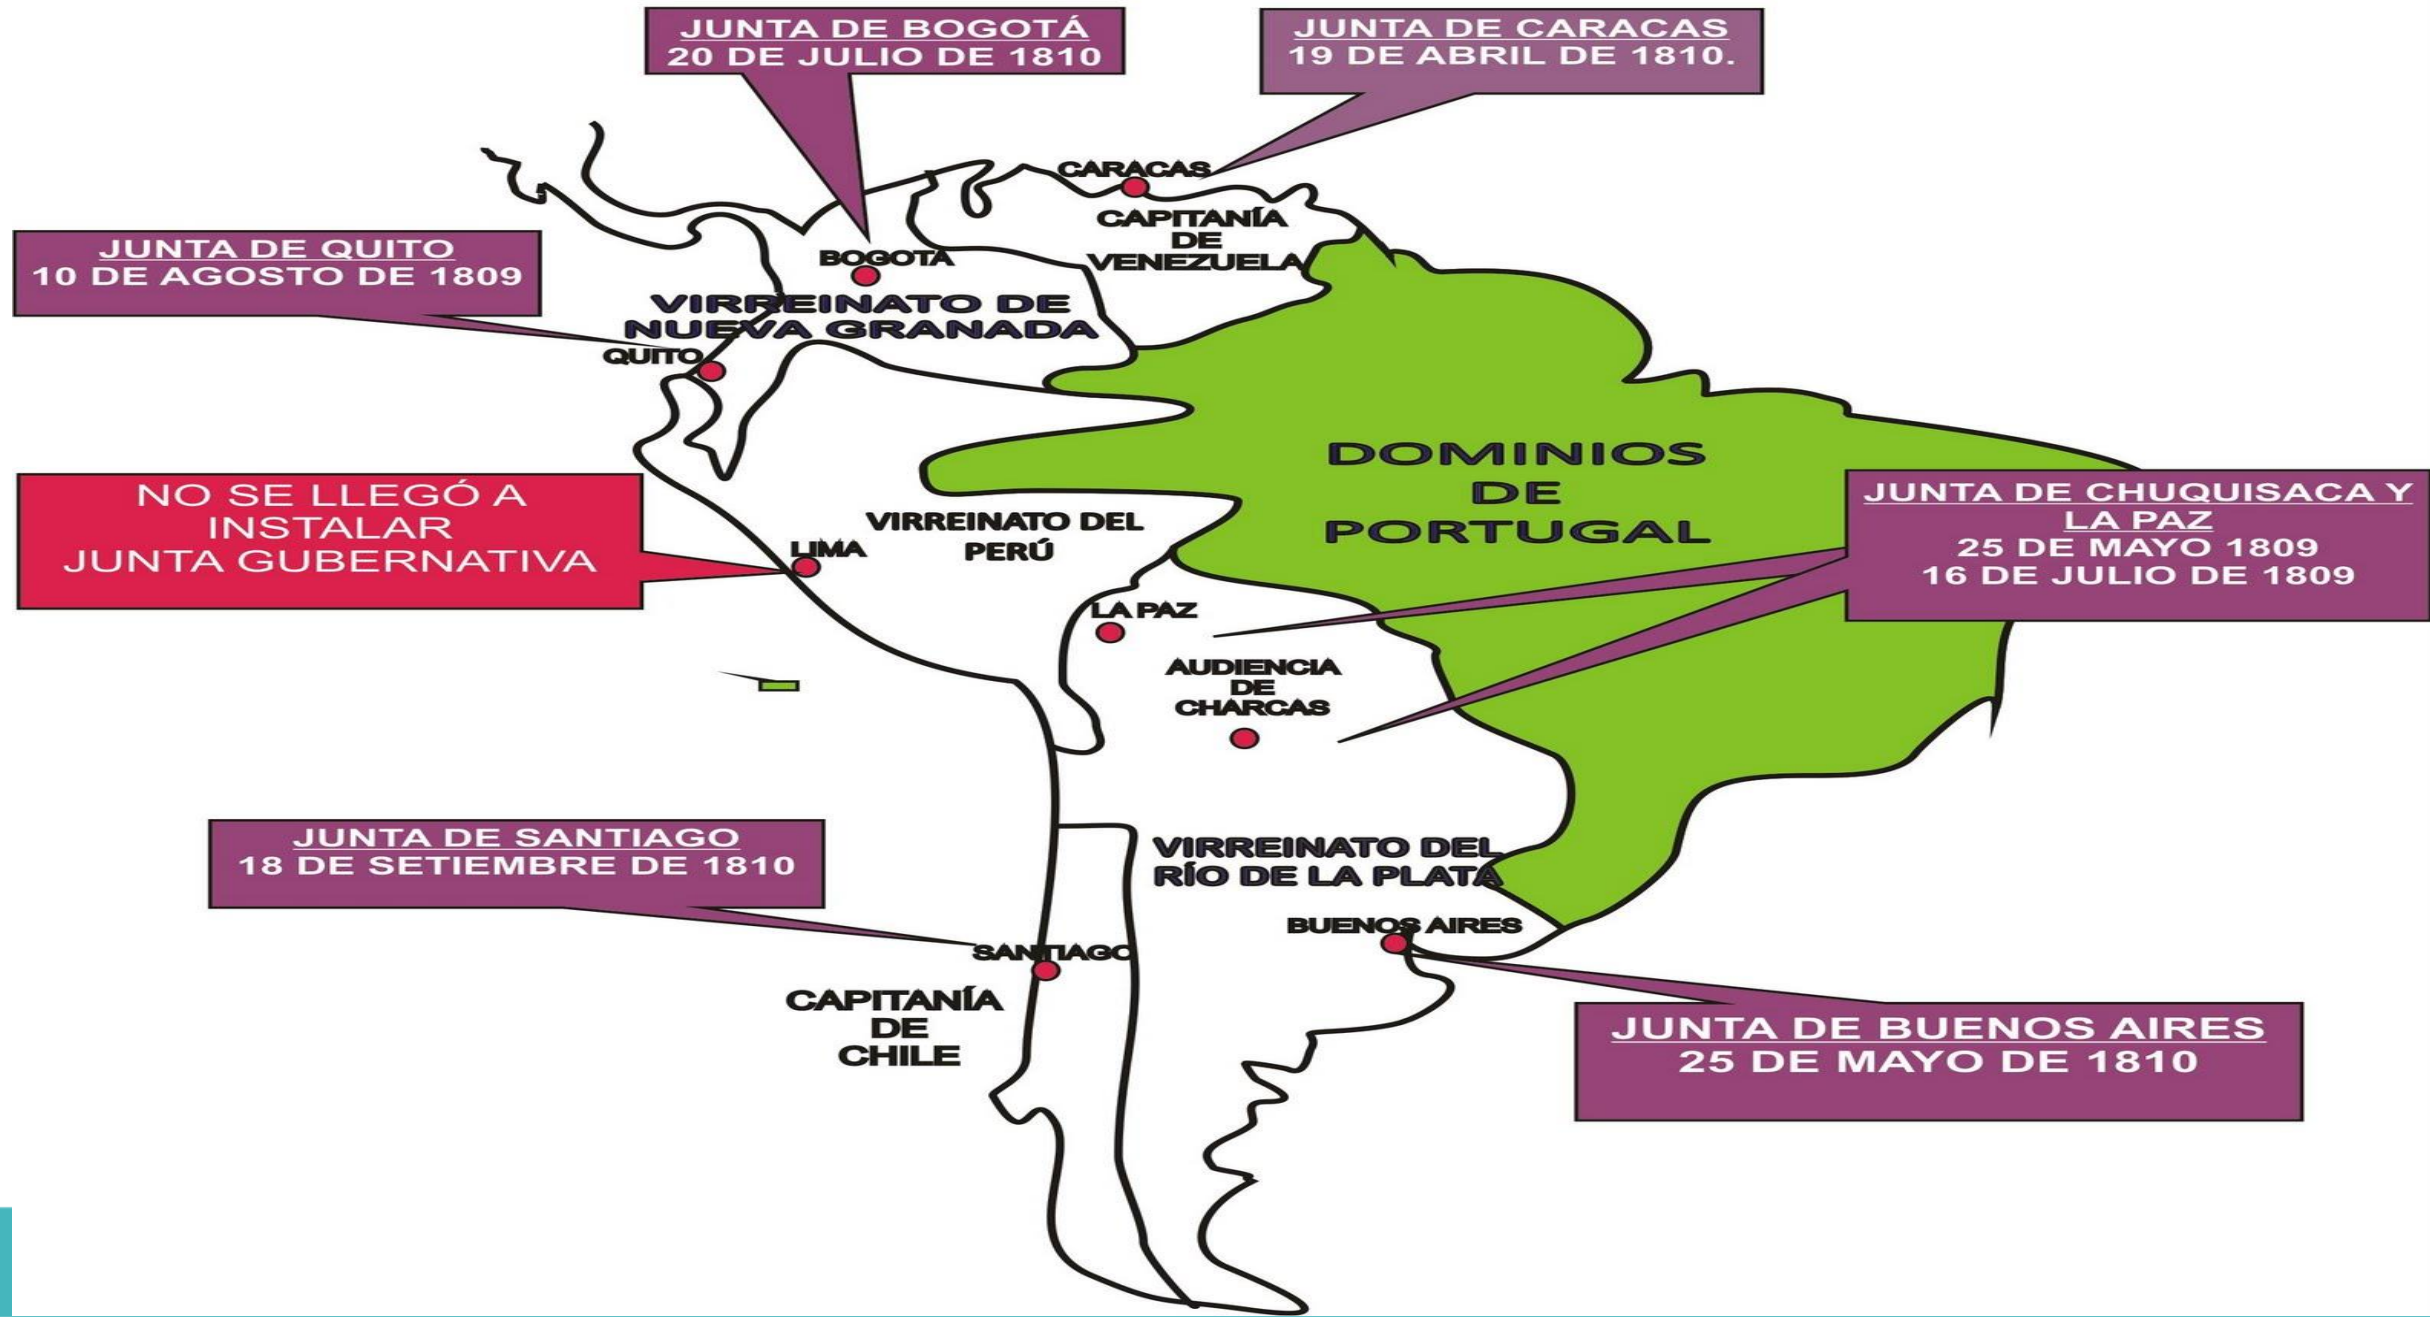 JUNTA DE BOGOTÁ
20 DE JULIO DE 1810
JUNTA DE CARACAS
19 DE ABRIL DE 1810.
CARACAS
CAPITANÍA
DE
VENEZUELA
JUNTA DE QUITO
10 DE AGOSTO DE 1809
BOGOTÁ
VIRREINATO DE
NUEVA GRANADA
QUITO
DOMINIOS
DE
PORTUGAL
NO SE LLEGÓ A
INSTALAR
JUNTA GUBERNATIVA
LIMA
VIRREINATO DEL
PERÚ
JUNTA DE CHUQUISACA Y
LA PAZ
25 DE MAYO 1809
16 DE JULIO DE 1809
LA PAZ
AUDIENCIA
DE
CHARCAS
JUNTA DE SANTIAGO
18 DE SETIEMBRE DE 1810
VIRREINATO DEL
RÍO DE LA PLATA
BUENOS AIRES
SANTIAGO
CAPITANÍA
DE
CHILE
JUNTA DE BUENOS AIRES
25 DE MAYO DE 1810